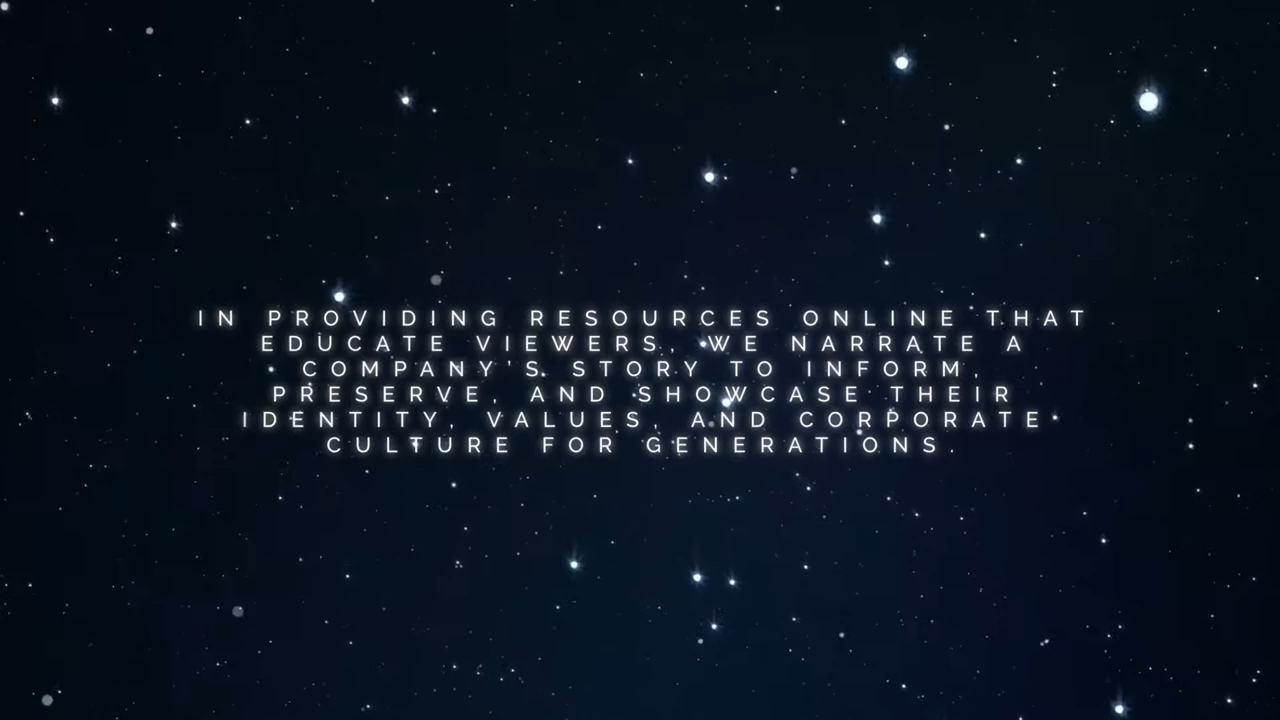 IN PROVIDING RESOURCES ONLINE THAT
EDUCATE VIEWERS, WE NARRATE A
COMPANY'S STORY TO INFORM,
PRESERVE, AND SHOWCASE THEIR
IDENTITY, VALUES, AND CORPORATE
CULTURE FOR GENERATIONS.